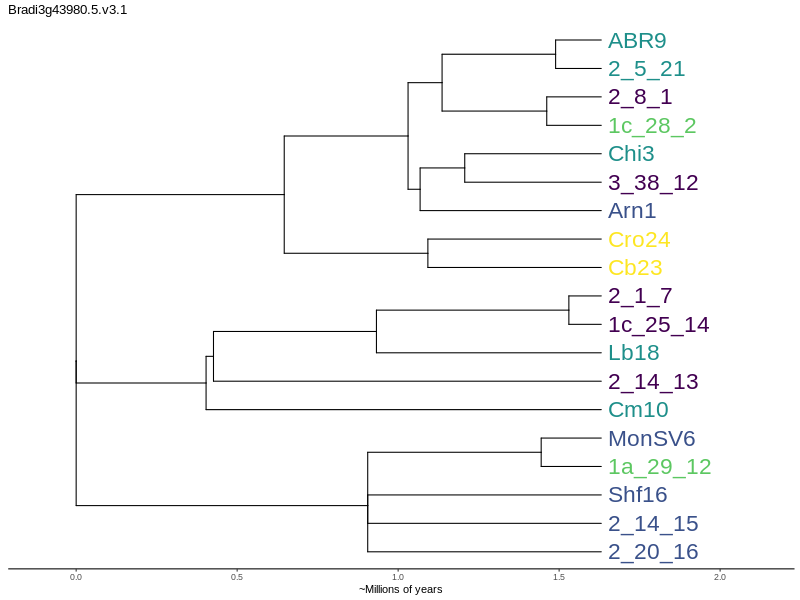 Bradi3g43980.5.v3.1
ABR9
2_5_21
2_8_1
1c_28_2
Chi3
3_38_12
Arn1
Cro24
Cb23
2_1_7
1c_25_14
Lb18
2_14_13
Cm10
MonSV6
1a_29_12
Shf16
2_14_15
2_20_16
0.0 0.5 1.0 1.5 2.0
~Millions of years